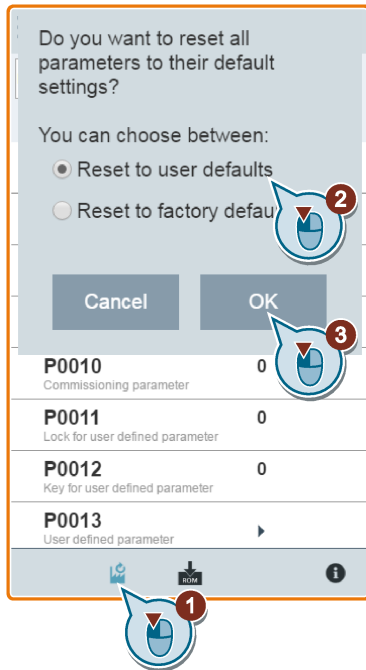 Do you want to reset all
parameters to their default
settings?
You can choose between:
Reset to user defaults
2
Reset to factory defau
Cancel
OK
3
P0010
0
Commissioning parameter
P0011
0
Lock for user defined parameter
P0012
0
Key for user defined parameter
P0013
User defined parameter
ROM
i
1